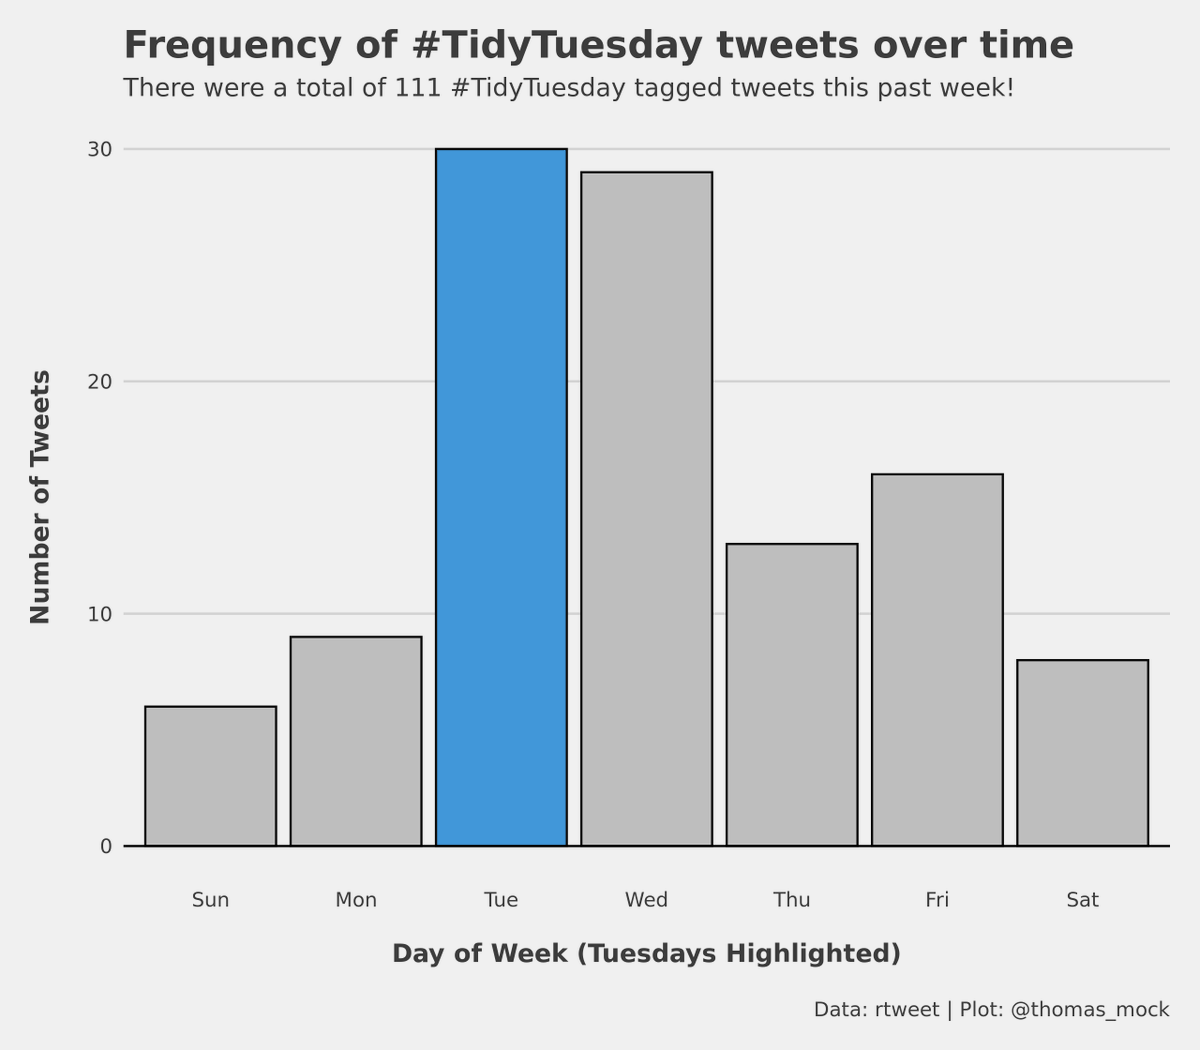 Frequency of #TidyTuesday tweets over time
There were a total of 111 #TidyTuesday tagged tweets this past week!
Number of Tweets
30
20
10
0
Sun Mon Tue Wed Thu Fri Sat
Day of Week (Tuesdays Highlighted)
Data: rtweet | Plot: @thomas_mock